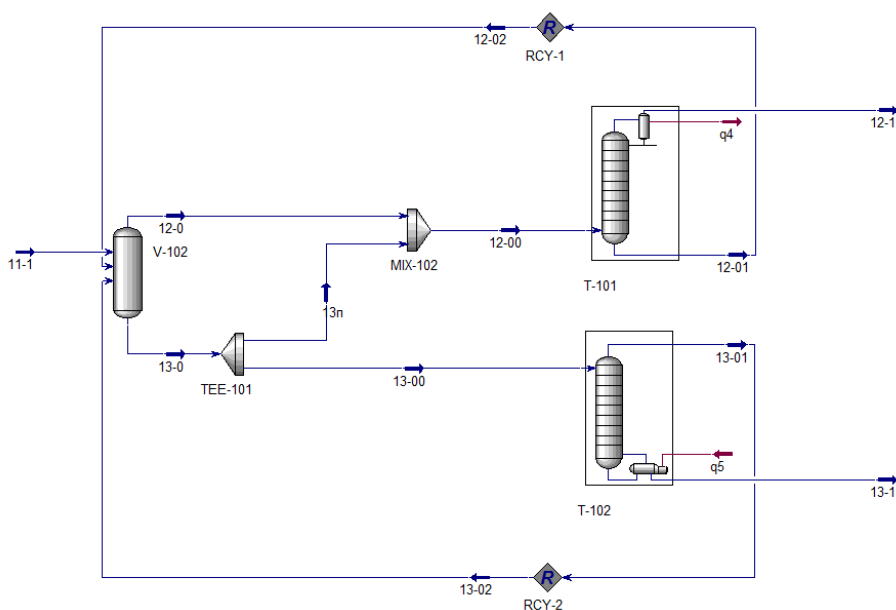 12-02
R
RCY-1
12-1
q4
12-0
V-102
11-1
MIX-102
12-00
12-01
T-101
13п
13-0
TEE-101
13-00
13-01
q5
13-1
T-102
13-02
R
RCY-2